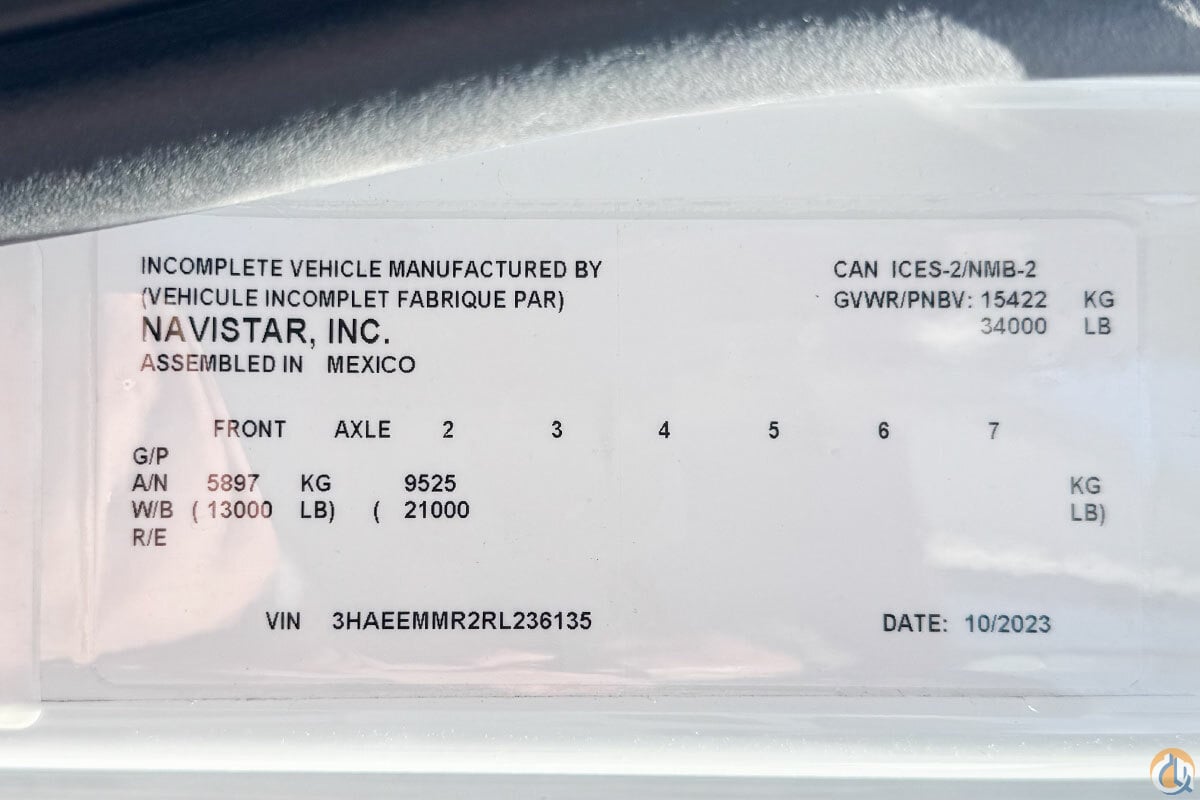 INCOMPLETE VEHICLE MANUFACTURED BY
(VEHICULE INCOMPLET FABRIQUE PAR)
NAVISTAR, INC.
ASSEMBLED IN MEXICO
CAN ICES-2/NMB-2
GVWR/PNBV: 15422 KG
34000 LB
FRONT AXLE 2 3 4 5 6 7
G/P
A/N 5897 KG 9525 KG
W/B ( 13000 LB) ( 21000 LB)
R/E
VIN 3HAEEMMR2RL236135
DATE: 10/2023